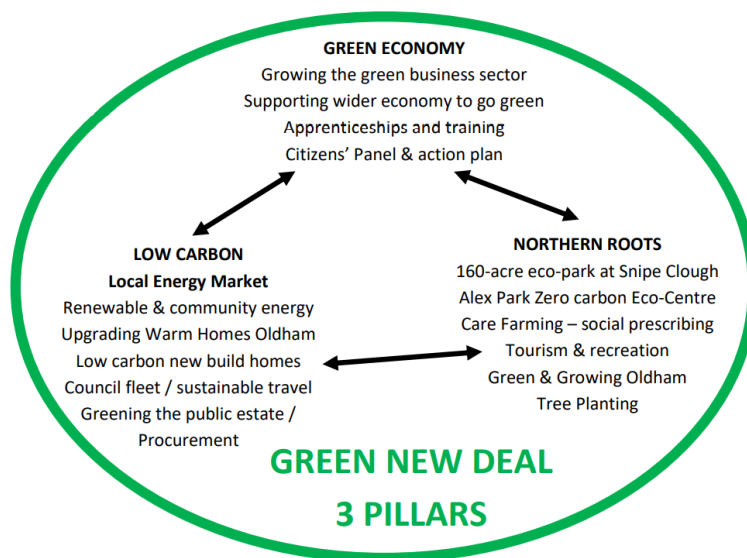 GREEN ECONOMY
Growing the green business sector
Supporting wider economy to go green
Apprenticeships and training
Citizens’ Panel & action plan
LOW CARBON
Local Energy Market
Renewable & community energy
Upgrading Warm Homes Oldham
Low carbon new build homes
Council fleet / sustainable travel
Greening the public estate /
Procurement
NORTHERN ROOTS
160-acre eco-park at Snipe Clough
Alex Park Zero carbon Eco-Centre
Care Farming – social prescribing
Tourism & recreation
Green & Growing Oldham
Tree Planting
GREEN NEW DEAL
3 PILLARS